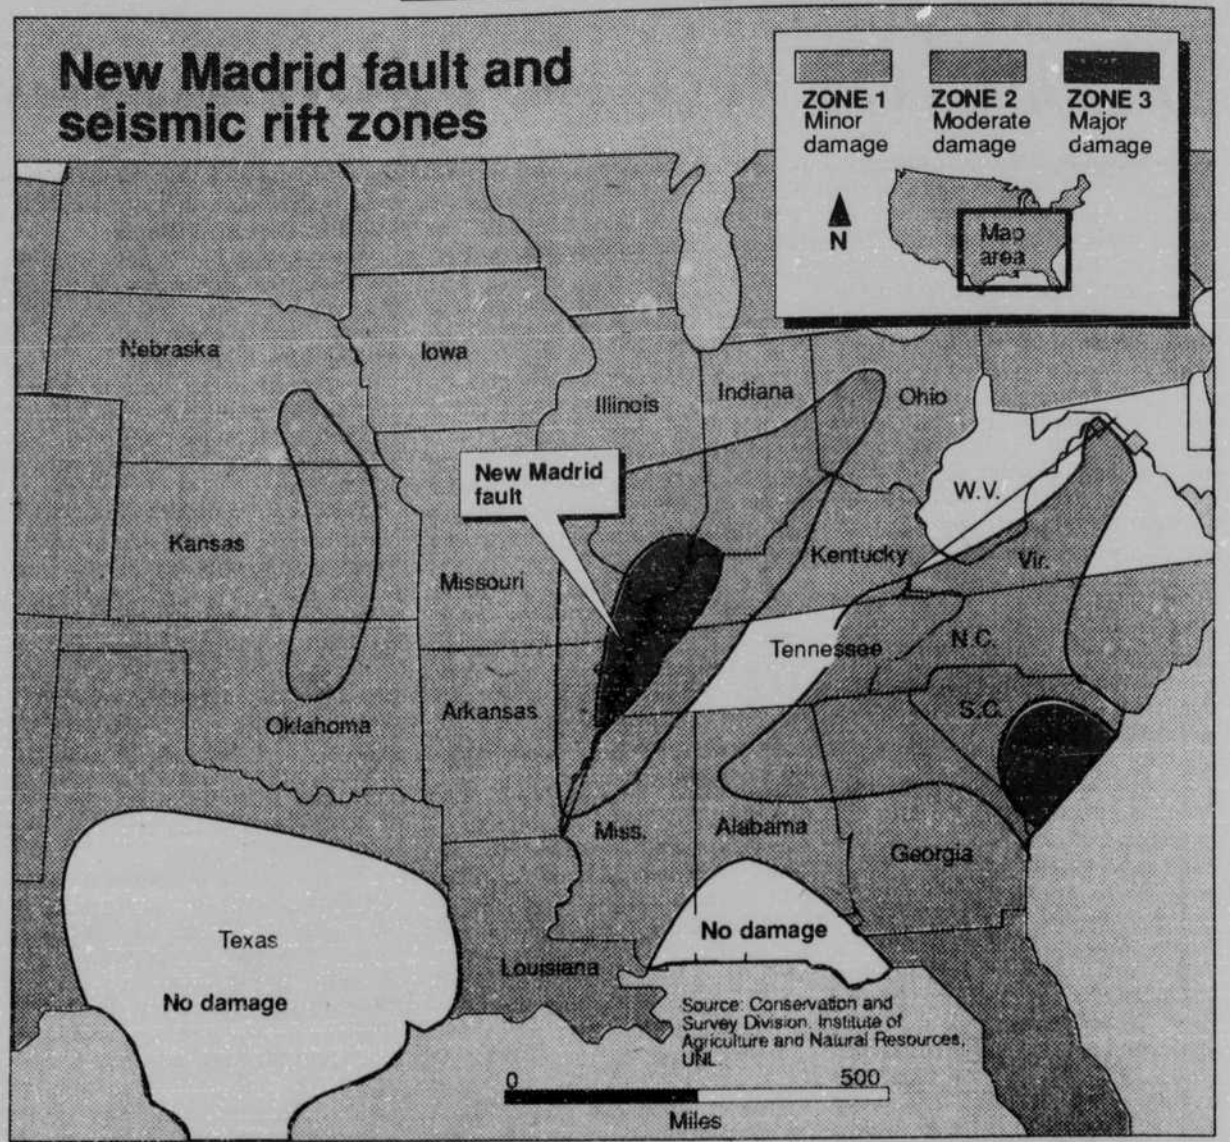 New Madrid fault and
seismic rift zones
ZONE 1
Minor
damage
ZONE 2
Moderate
damage
ZONE 3
Major
damage
N
Map
area
Nebraska
Iowa
Illinois
Indiana
Ohio
New Madrid
fault
W.V.
Kansas
Missouri
Kentucky
Vir.
Tennessee
N.C.
Oklahoma
Arkansas
S.C.
Miss.
Alabama
Georgia
Texas
No damage
No damage
Louisiana
Source: Conservation and
Survey Division, Institute of
Agriculture and Natural Resources,
UNL.
0
500
Miles